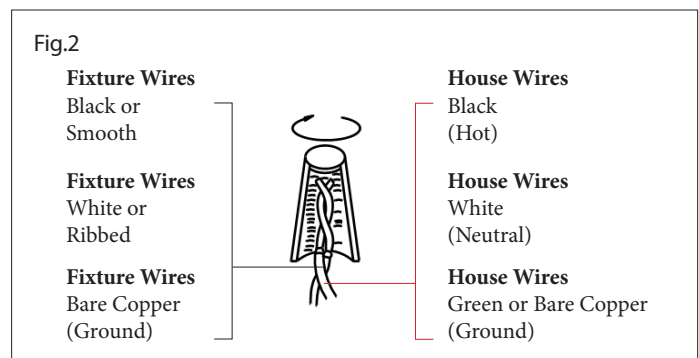 Fig.2
Fixture Wires
Black or
Smooth
Fixture Wires
White or
Ribbed
Fixture Wires
Bare Copper
(Ground)
House Wires
Black
(Hot)
House Wires
White
(Neutral)
House Wires
Green or Bare Copper
(Ground)